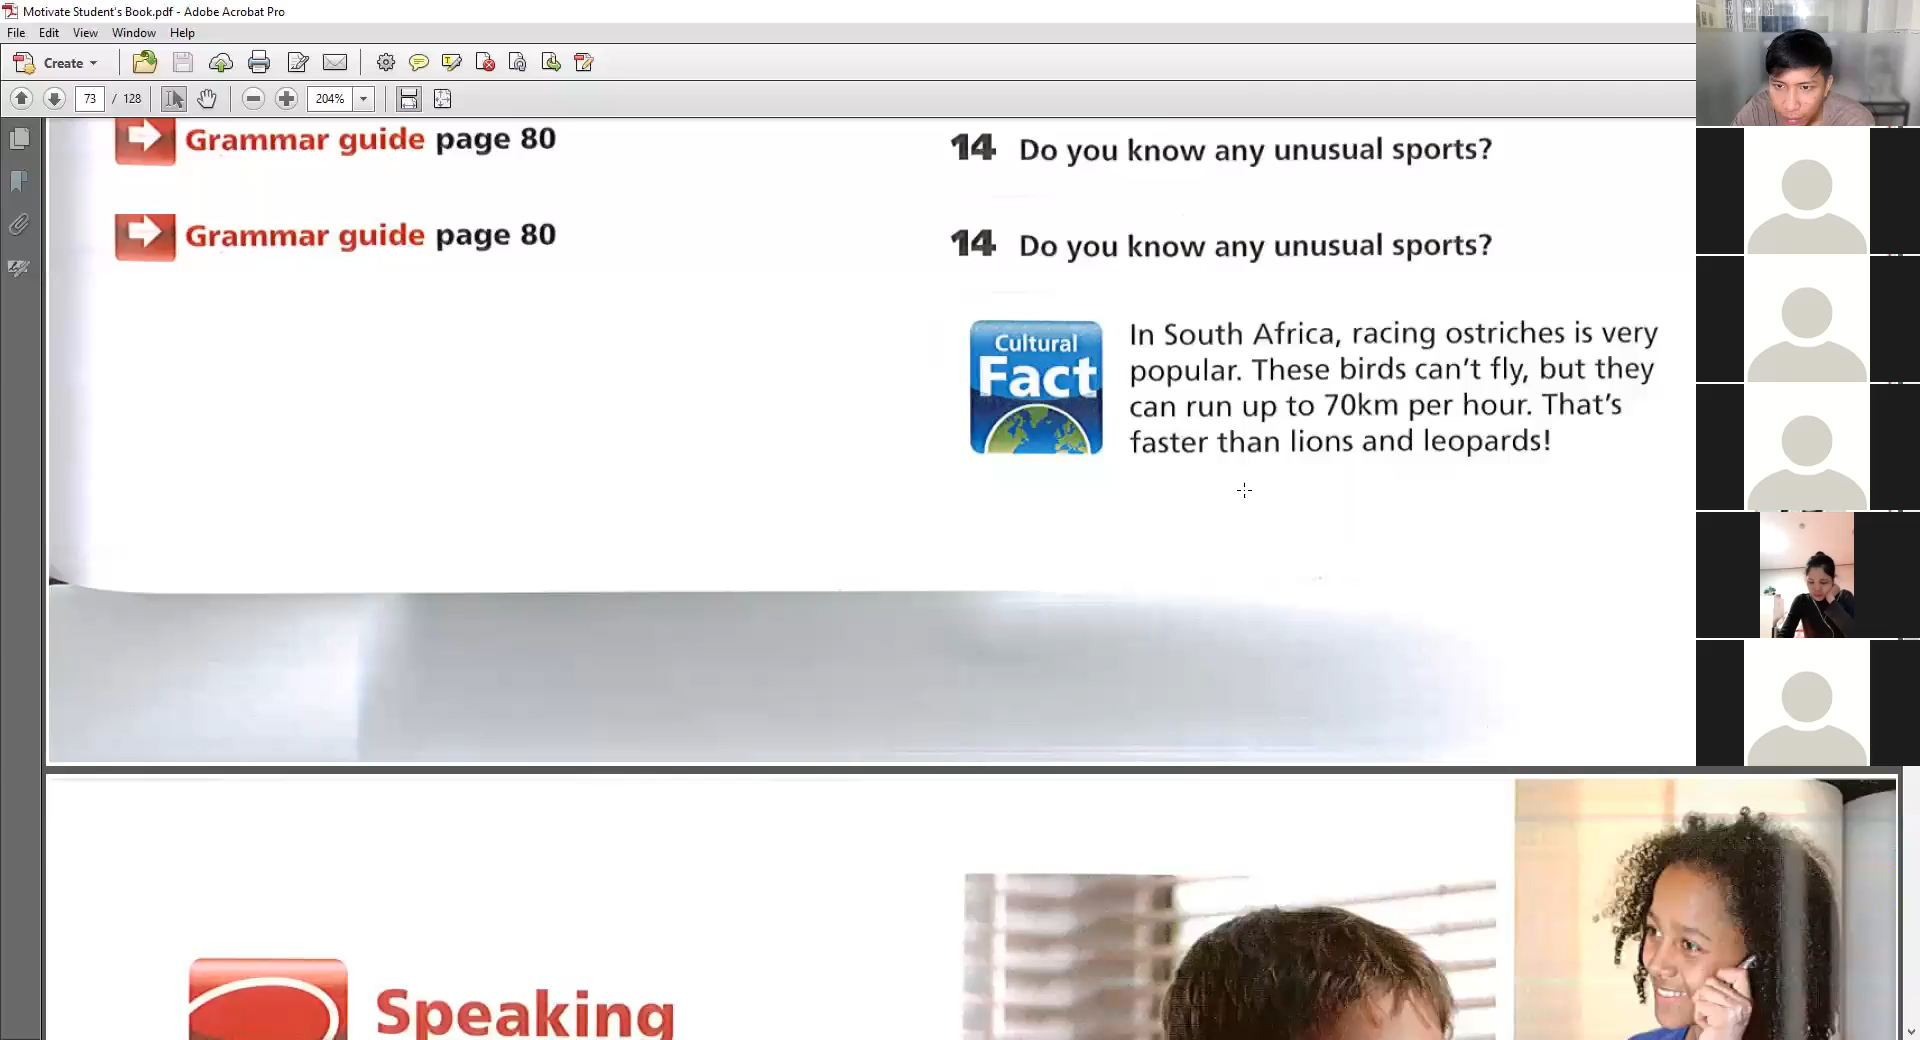 Motivate Student's Book.pdf - Adobe Acrobat Pro
File Edit View Window Help
Create
73 / 128 204%
Grammar guide page 80
14 Do you know any unusual sports?
Grammar guide page 80
14 Do you know any unusual sports?
Cultural
Fact
In South Africa, racing ostriches is very
popular. These birds can't fly, but they
can run up to 70km per hour. That's
faster than lions and leopards!
Speaking